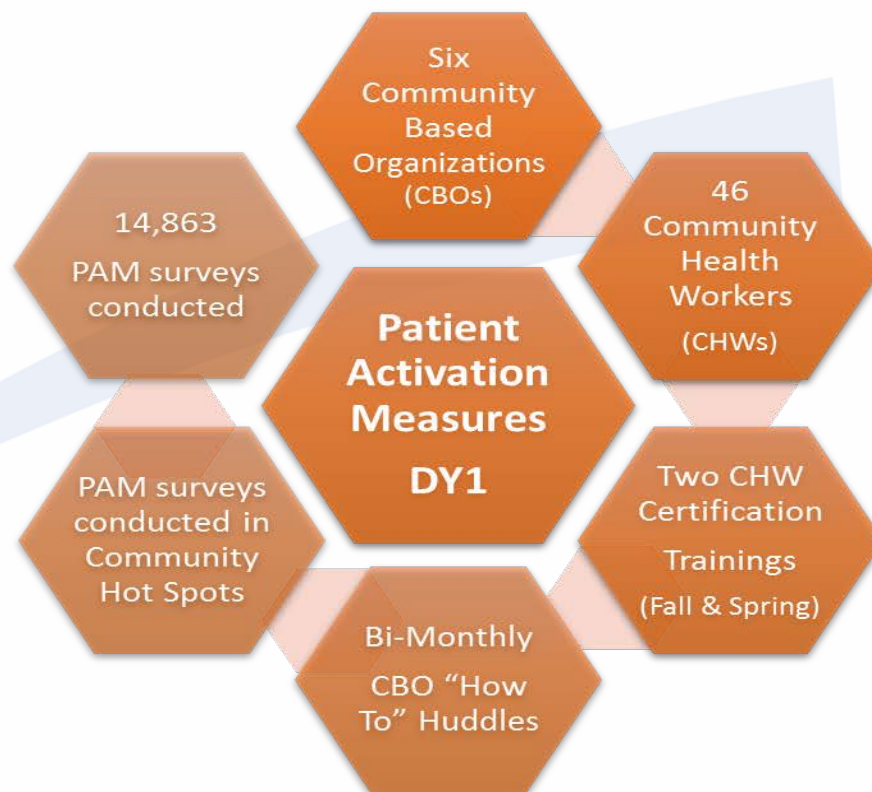 Six
Community
Based
Organizations
(CBOs)
46
Community
Health
Workers
(CHWs)
Two CHW
Certification
Trainings
(Fall & Spring)
Bi-Monthly
CBO “How
To” Huddles
PAM surveys
conducted in
Community
Hot Spots
14,863
PAM surveys
conducted
Patient
Activation
Measures
DY1